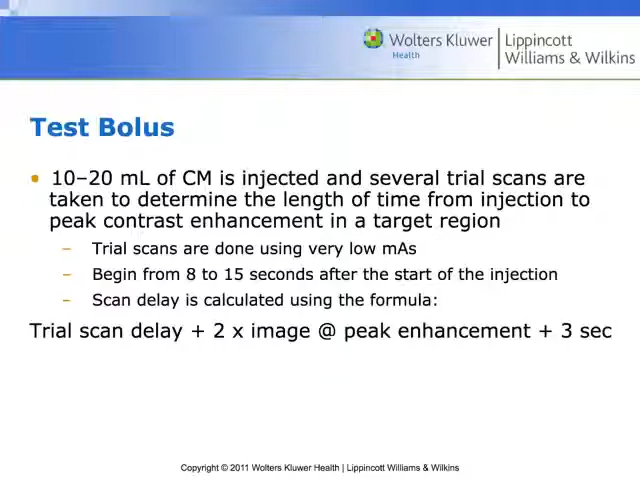 Wolters Kluwer
Health
Lippincott
Williams & Wilkins
Test Bolus
• 10–20 mL of CM is injected and several trial scans are
taken to determine the length of time from injection to
peak contrast enhancement in a target region
– Trial scans are done using very low mAs
– Begin from 8 to 15 seconds after the start of the injection
– Scan delay is calculated using the formula:
Trial scan delay + 2 x image @ peak enhancement + 3 sec
Copyright © 2011 Wolters Kluwer Health | Lippincott Williams & Wilkins